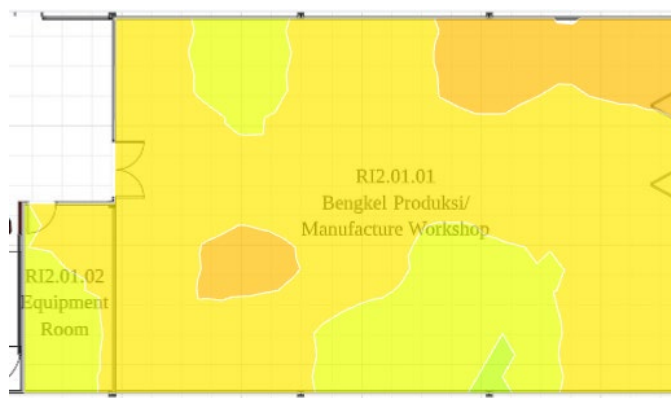 RI2.01.01
Bengkel Produksi/
Manufacture Workshop
RI2.01.02
Equipment
Room